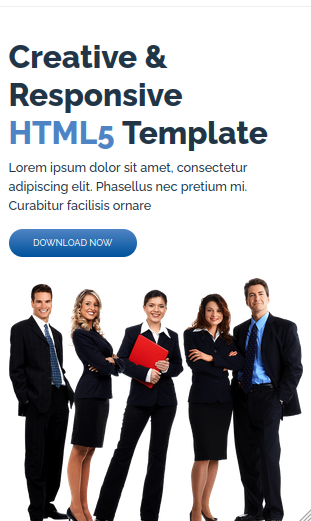 Creative &
Responsive
HTML5 Template
Lorem ipsum dolor sit amet, consectetur
adipiscing elit. Phasellus nec pretium mi.
Curabitur facilisis ornare
DOWNLOAD NOW